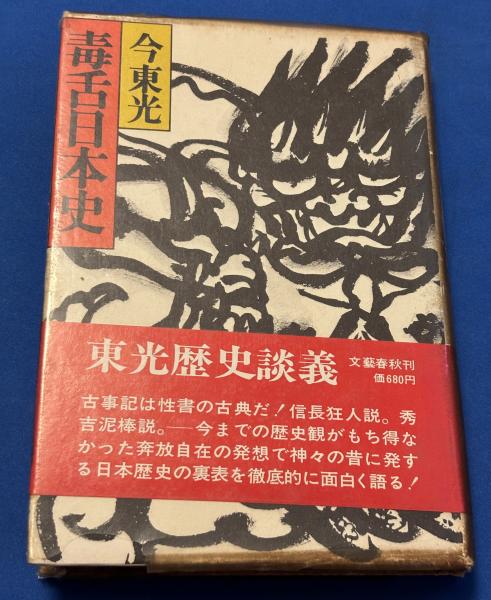 今東光
毒舌日本史
東光歴史談義
文藝春秋刊
価680円
古事記は性書の古典だ!信長狂人説。秀
吉泥棒説。──今までの歴史観がもち得な
かった奔放自在の発想で神々の昔に発す
る日本歴史の裏表を徹底的に面白く語る!